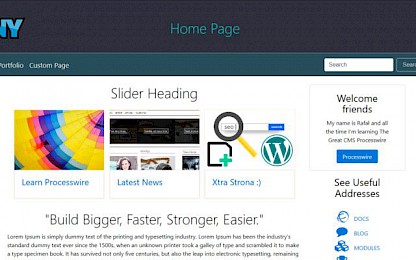 NY
Home Page
Portfolio Custom Page
Search
Search
Slider Heading
seo
Learn Processwire
Latest News
Xtra Strona :)
"Build Bigger, Faster, Stronger, Easier."
Lorem Ipsum is simply dummy text of the printing and typesetting industry. Lorem Ipsum has been the industry's
standard dummy text ever since the 1500s, when an unknown printer took a galley of type and scrambled it to make
a type specimen book. It has survived not only five centuries, but also the leap into electronic typesetting,
Welcome
friends
My name is Rafał and all
the time I'm learning The
Great CMS Processwire
Processwire
See Useful
Addresses
DOCS
BLOG
MODULES